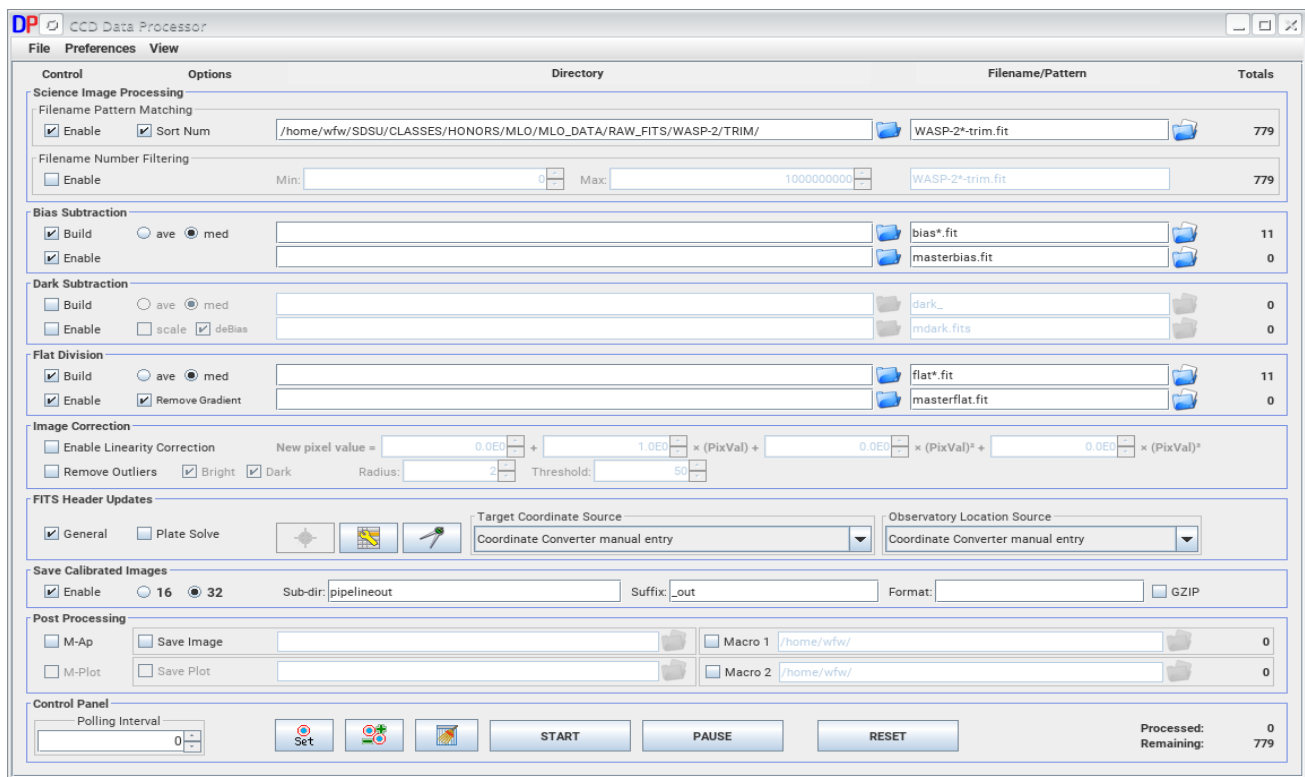 DP CCD Data Processor
File Preferences View
Control Options Directory Filename/Pattern Totals
Science Image Processing
Filename Pattern Matching
Enable Sort Num /home/wfw/SDSU/CLASSES/HONORS/MLO/MLO_DATA/RAW_FITS/WASP-2/TRIM/ WASP-2*-trim.fit 779
Filename Number Filtering
Enable Min: 0 Max: 1000000000 WASP-2*-trim.fit 779
Bias Subtraction
Build ave med bias*.fit 11
Enable masterbias.fit 0
Dark Subtraction
Build ave med dark_ 0
Enable scale deBias mdark.fits 0
Flat Division
Build ave med flat*.fit 11
Enable Remove Gradient masterflat.fit 0
Image Correction
Enable Linearity Correction New pixel value = 0.0E0 + 1.0E0 × (PixVal) + 0.0E0 × (PixVal)² + 0.0E0 × (PixVal)³
Remove Outliers Bright Dark Radius: 2 Threshold: 50
FITS Header Updates
Target Coordinate Source Observatory Location Source
General Plate Solve Coordinate Converter manual entry Coordinate Converter manual entry
Save Calibrated Images
Enable 16 32 Sub-dir: pipelineout Suffix: _out Format: GZIP
Post Processing
M-Ap Save Image Macro 1 /home/wfw/ 0
M-Plot Save Plot Macro 2 /home/wfw/ 0
Control Panel
Polling Interval
0 Set START PAUSE RESET
Processed: 0
Remaining: 779